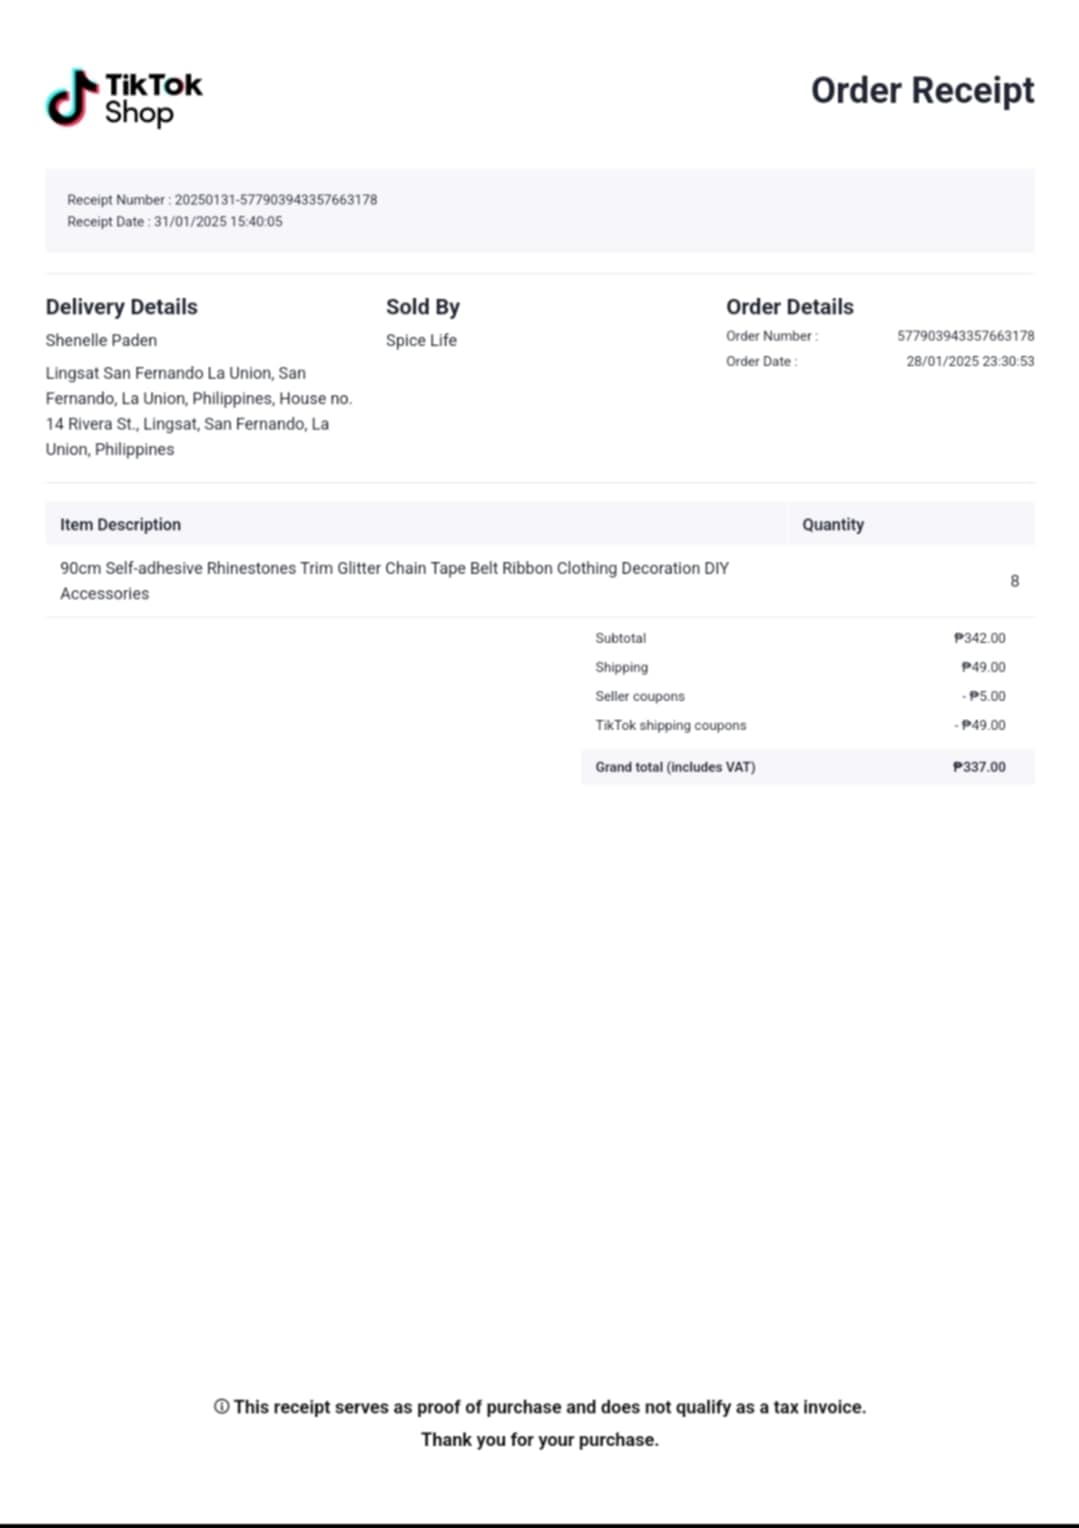 TikTok
Shop
Order Receipt
Receipt Number : 20250131-577903943357663178
Receipt Date : 31/01/2025 15:40:05
Delivery Details
Shenelle Paden
Lingsat San Fernando La Union, San
Fernando, La Union, Philippines, House no.
14 Rivera St., Lingsat, San Fernando, La
Union, Philippines
Sold By
Spice Life
Order Details
Order Number : 577903943357663178
Order Date : 28/01/2025 23:30:53
Item Description Quantity
90cm Self-adhesive Rhinestones Trim Glitter Chain Tape Belt Ribbon Clothing Decoration DIY
Accessories
8
Subtotal ₱342.00
Shipping ₱49.00
Seller coupons - ₱5.00
TikTok shipping coupons - ₱49.00
Grand total (includes VAT) ₱337.00
ⓘ This receipt serves as proof of purchase and does not qualify as a tax invoice.
Thank you for your purchase.